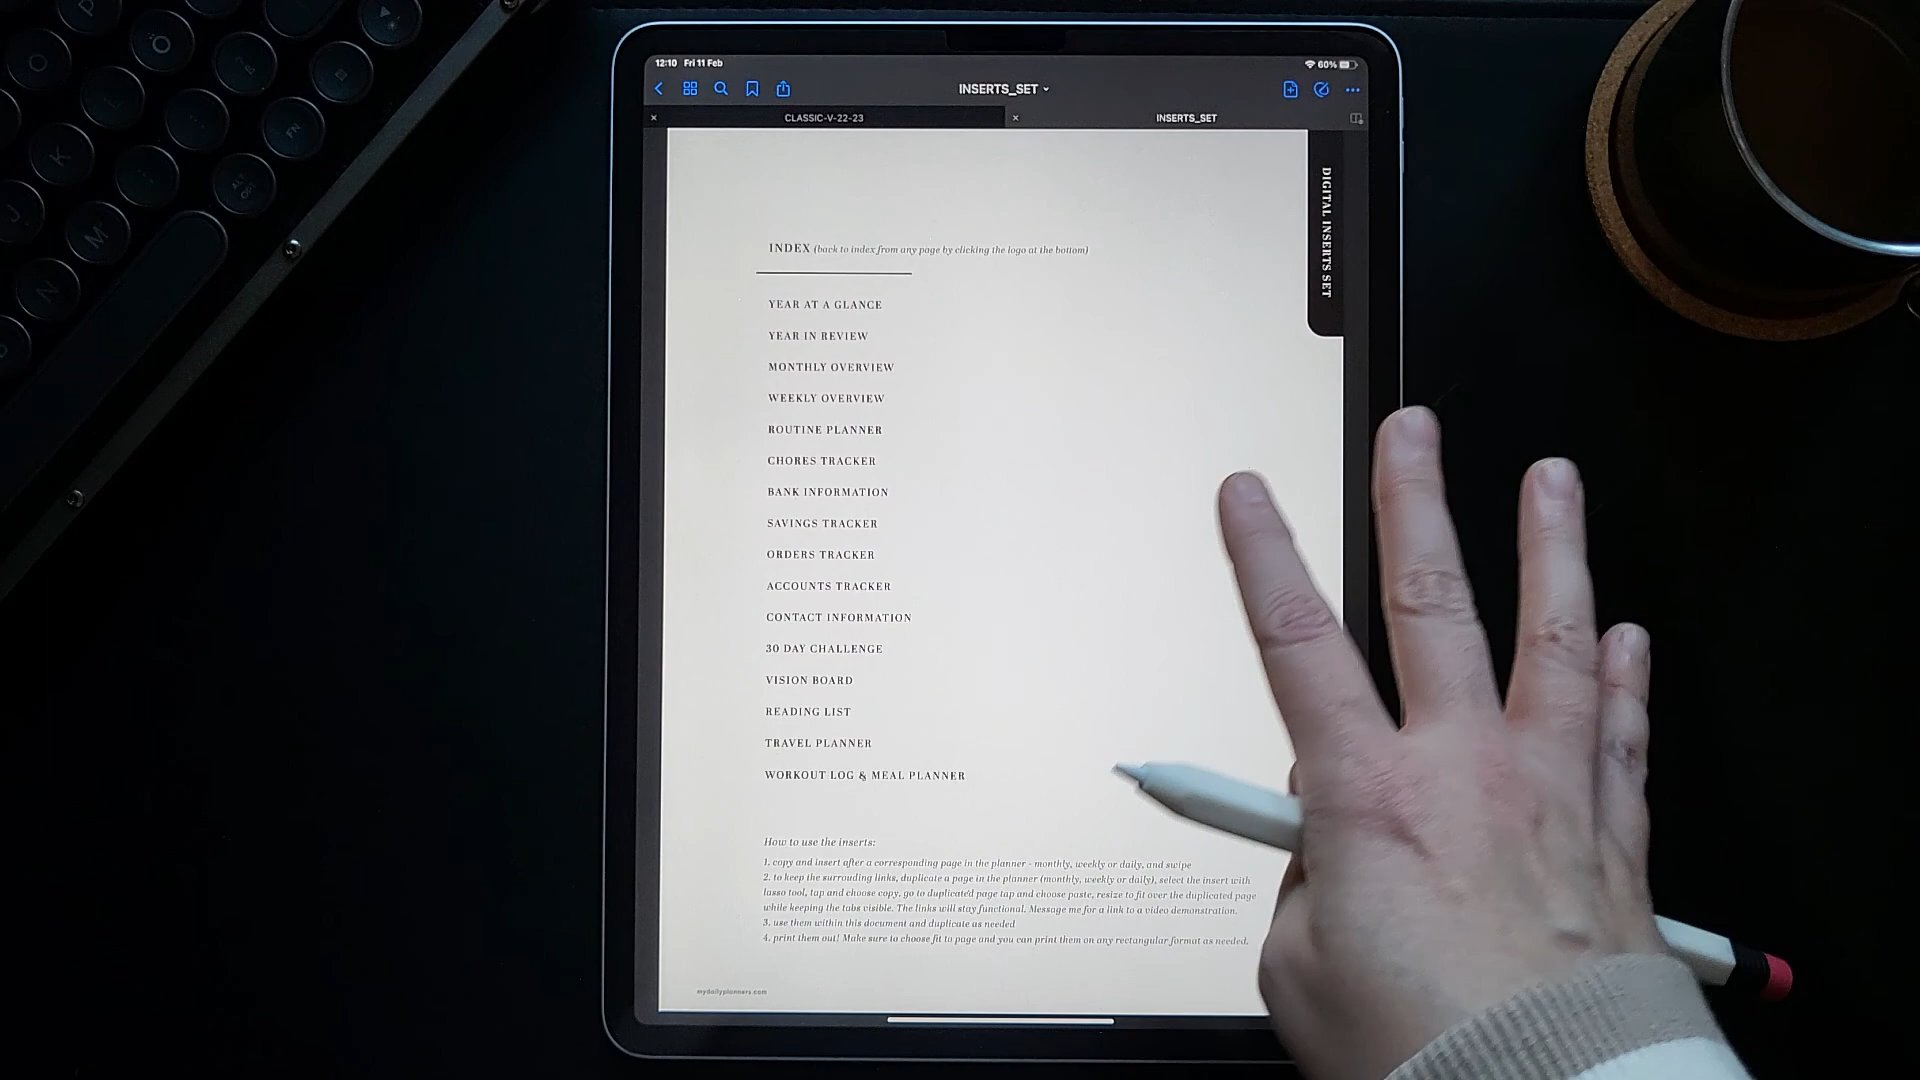 12:10 Fri 11 Feb
60%
INSERTS_SET
CLASSIC-V-22-23
INSERTS_SET
DIGITAL INSERTS SET
INDEX (back to index from any page by clicking the logo at the bottom)
YEAR AT A GLANCE
YEAR IN REVIEW
MONTHLY OVERVIEW
WEEKLY OVERVIEW
ROUTINE PLANNER
CHORES TRACKER
BANK INFORMATION
SAVINGS TRACKER
ORDERS TRACKER
ACCOUNTS TRACKER
CONTACT INFORMATION
30 DAY CHALLENGE
VISION BOARD
READING LIST
TRAVEL PLANNER
WORKOUT LOG & MEAL PLANNER
How to use the inserts:
1. copy and insert after a corresponding page in the planner - monthly, weekly or daily, and swipe
2. to keep the surrouding links, duplicate a page in the planner (monthly, weekly or daily), select the insert with
lasso tool, tap and choose copy, go to duplicated page tap and choose paste, resize to fit over the duplicated page
while keeping the tabs visible. The links will stay functional. Message me for a link to a video demonstration.
3. use them within this document and duplicate as needed
4. print them out! Make sure to choose fit to page and you can print them on any rectangular format as needed.
mydailyplanners.com
P
O
Ö
L
K
FN
ALT
J
M
N